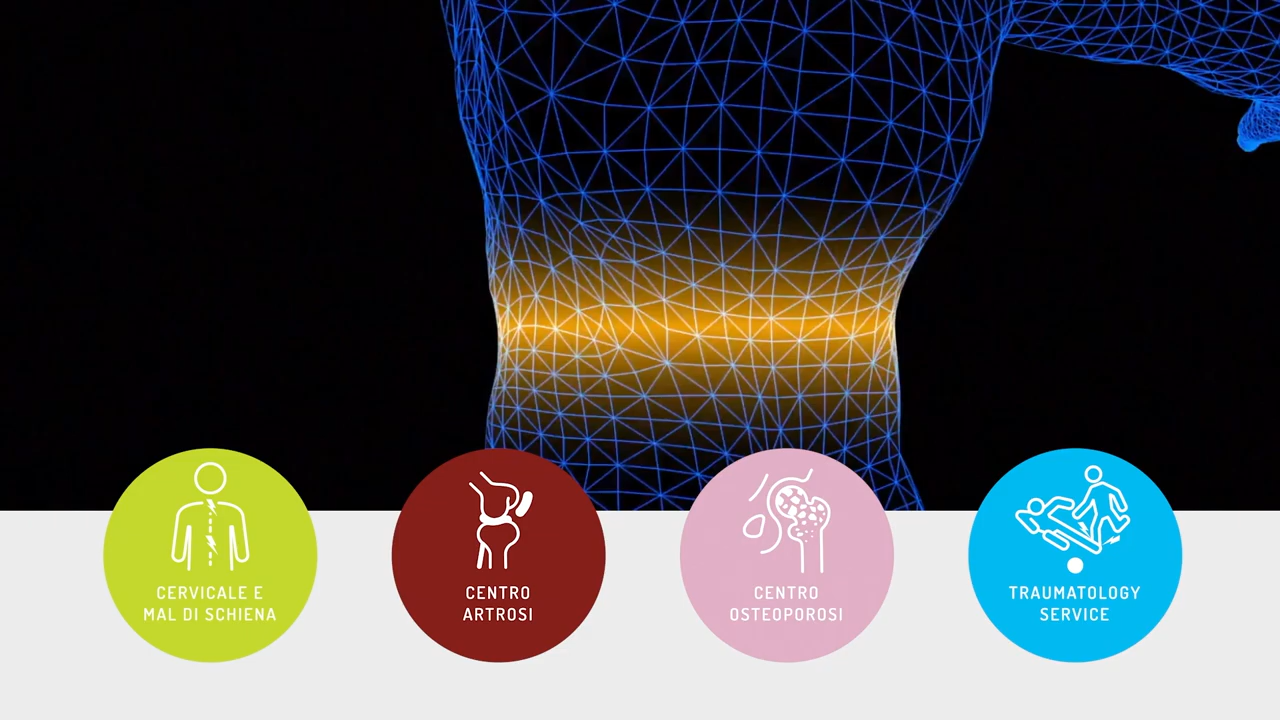 CERVICALE E
MAL DI SCHIENA
CENTRO
ARTROSI
CENTRO
OSTEOPOROSI
TRAUMATOLOGY
SERVICE